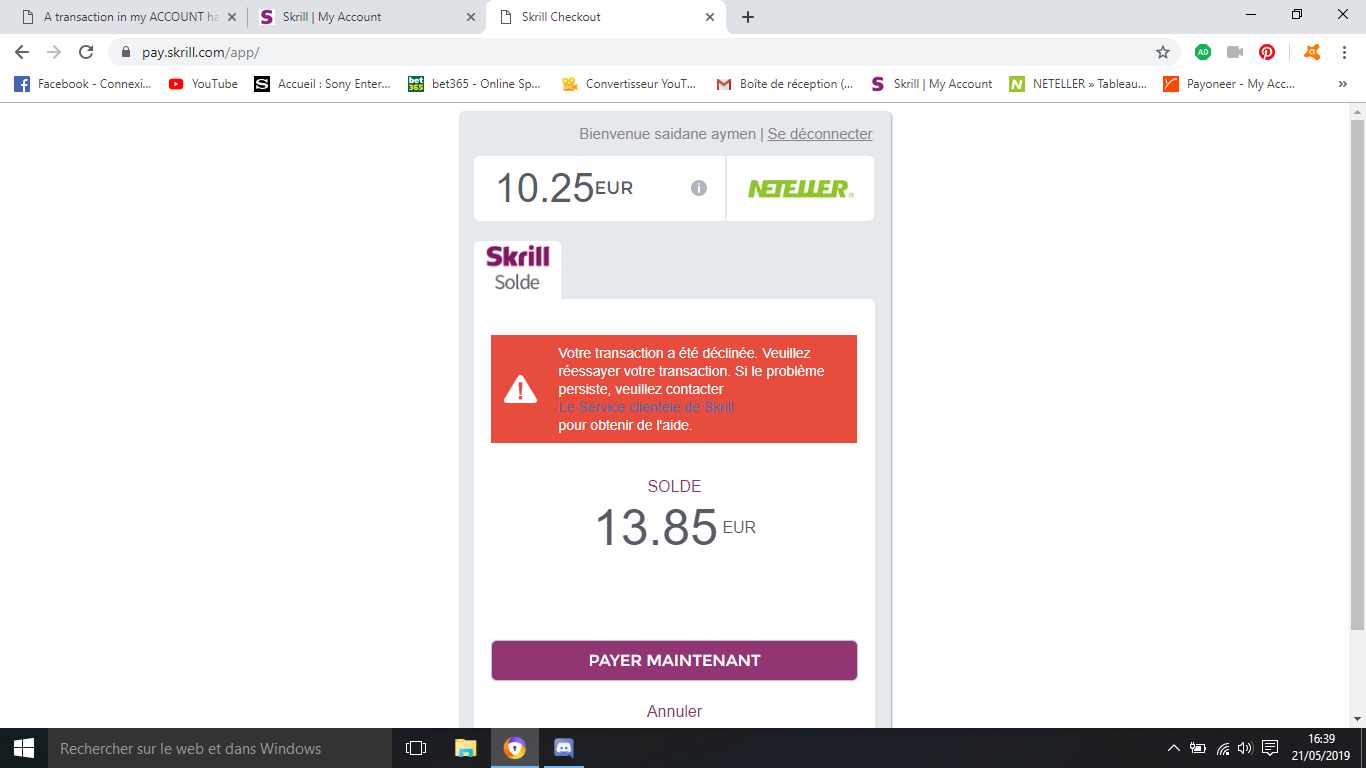 A transaction in my ACCOUNT ha
Skrill | My Account
Skrill Checkout
pay.skrill.com/app/
AD
Facebook - Connexi...
YouTube
Accueil : Sony Enter...
bet365 - Online Sp...
Convertisseur YouT...
Boîte de réception (...
Skrill | My Account
NETELLER » Tableau...
Payoneer - My Acc...
Bienvenue saidane aymen | Se déconnecter
10.25 EUR
NETELLER
Skrill
Solde
Votre transaction a été déclinée. Veuillez
réessayer votre transaction. Si le problème
persiste, veuillez contacter
Le Service clientèle de Skrill
pour obtenir de l'aide.
SOLDE
13.85 EUR
PAYER MAINTENANT
Annuler
Rechercher sur le web et dans Windows
16:39
21/05/2019